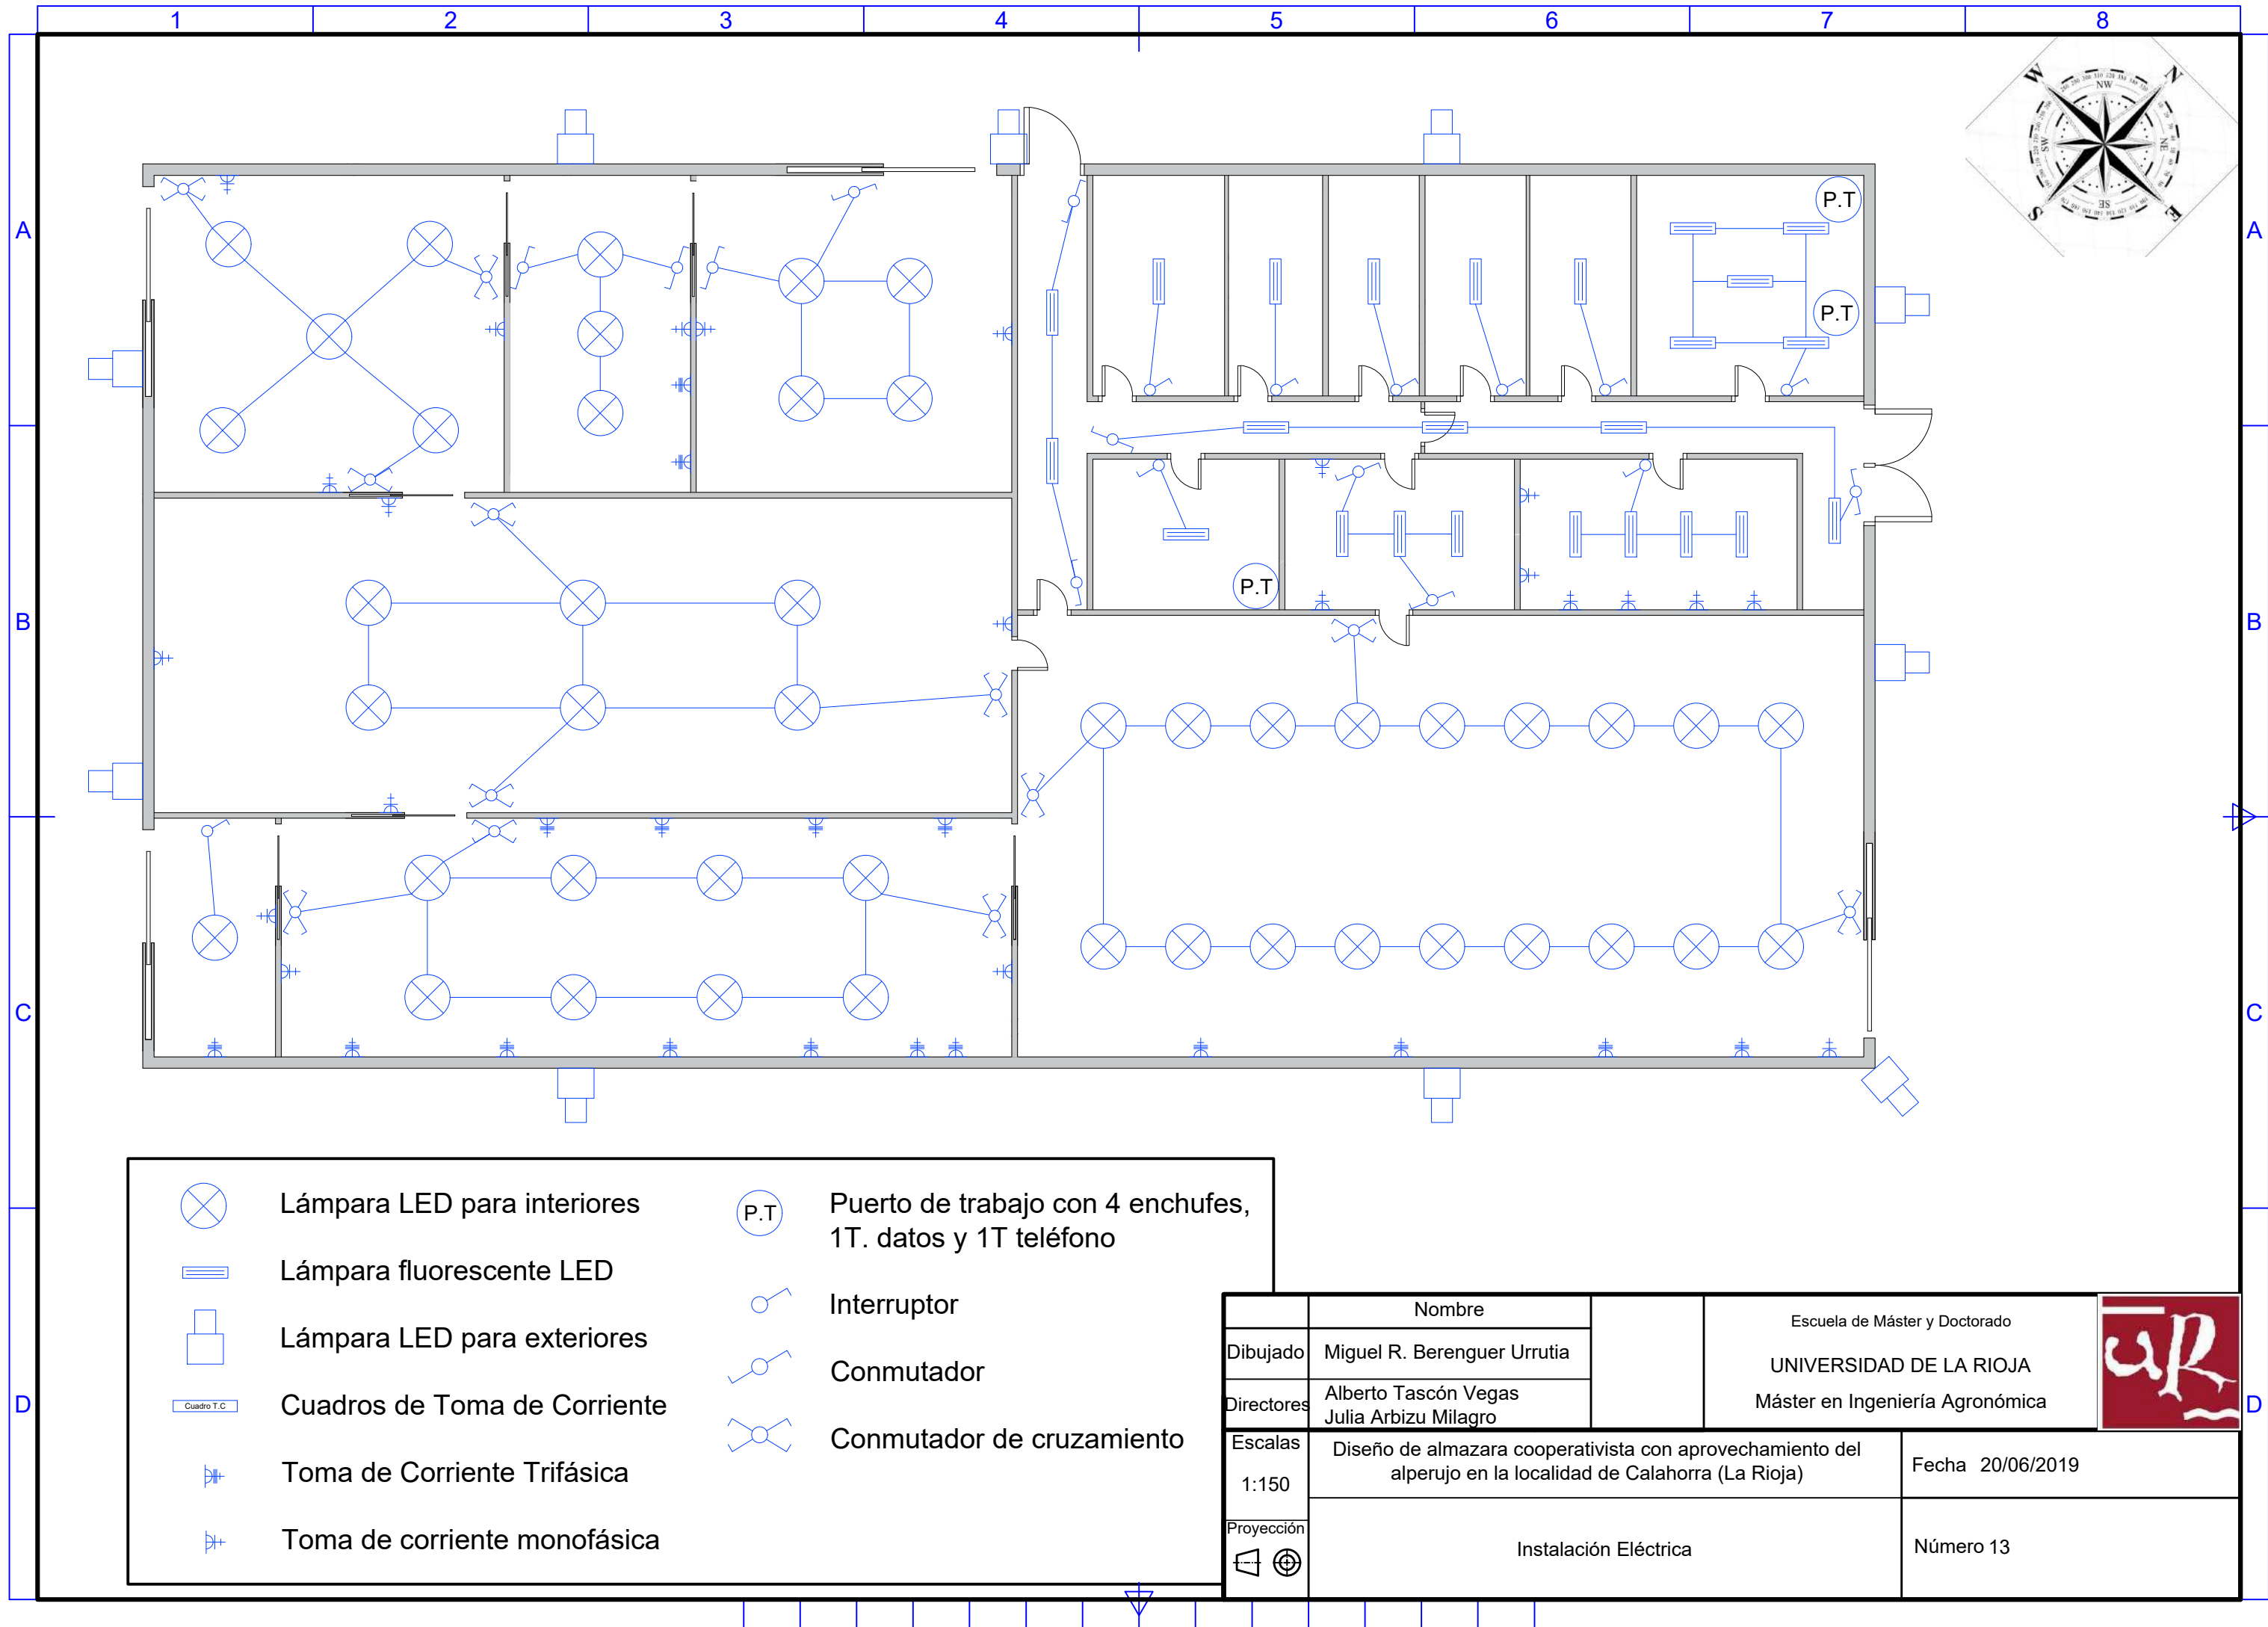 1 2 3 4 5 6 7 8
A A
B B
C C
D D
W N
NW
SW NE
SE
S E
P.T
P.T
P.T
Lámpara LED para interiores
Lámpara fluorescente LED
Lámpara LED para exteriores
Cuadro T.C
Cuadros de Toma de Corriente
Toma de Corriente Trifásica
Toma de corriente monofásica
P.T
Puerto de trabajo con 4 enchufes,
1T. datos y 1T teléfono
Interruptor
Conmutador
Conmutador de cruzamiento
Nombre
Dibujado Miguel R. Berenguer Urrutia
Directores Alberto Tascón Vegas
Julia Arbizu Milagro
Escuela de Máster y Doctorado
UNIVERSIDAD DE LA RIOJA
Máster en Ingeniería Agronómica
uR
Escalas
1:150
Diseño de almazara cooperativista con aprovechamiento del
alperujo en la localidad de Calahorra (La Rioja)
Fecha 20/06/2019
Proyección
Instalación Eléctrica
Número 13